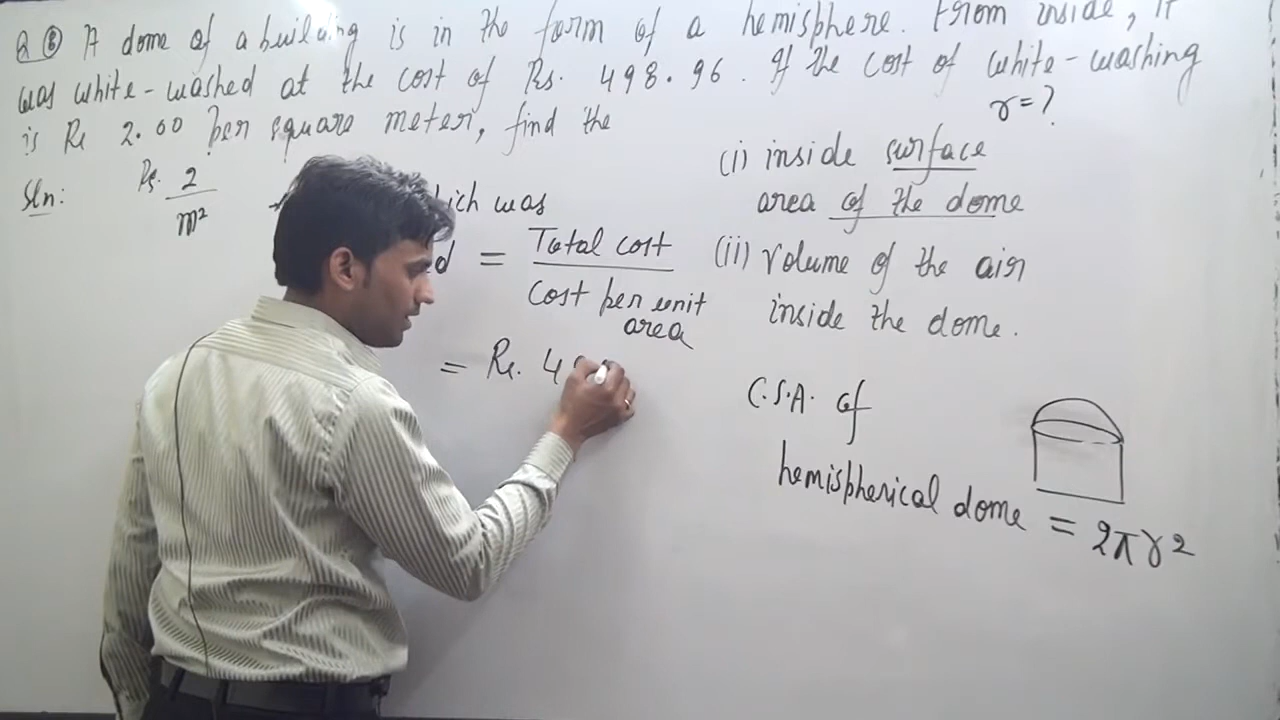 Q ⑥ A dome of a building is in the form of a hemisphere. From inside, it
was white-washed at the cost of Rs. 498.96. If the cost of white-washing
is Rs 2.00 per square meter, find the
r=?
(i) inside surface
area of the dome
(ii) volume of the air
inside the dome.
Sln:
Rs. 2
m²
was
d = Total cost
Cost per unit
area
= Rs. 4
C.S.A. of
hemispherical dome = 2πr²